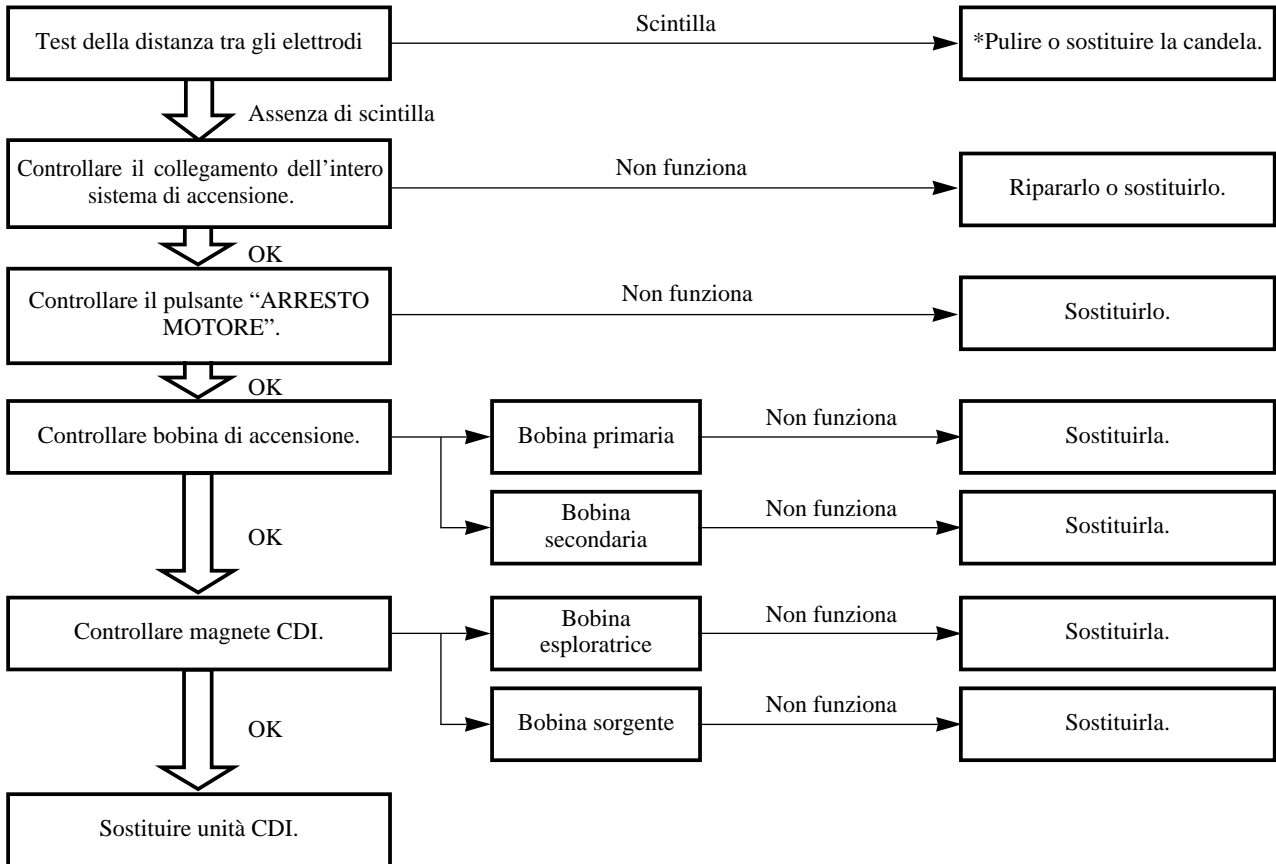 Test della distanza tra gli elettrodi
Scintilla
*Pulire o sostituire la candela.
Assenza di scintilla
Controllare il collegamento dell’intero
sistema di accensione.
Non funziona
Ripararlo o sostituirlo.
OK
Controllare il pulsante “ARRESTO
MOTORE”.
Non funziona
Sostituirlo.
OK
Controllare bobina di accensione.
Bobina primaria
Non funziona
Sostituirla.
Bobina
secondaria
Non funziona
Sostituirla.
OK
Controllare magnete CDI.
Bobina
esploratrice
Non funziona
Sostituirla.
Bobina sorgente
Non funziona
Sostituirla.
OK
Sostituire unità CDI.